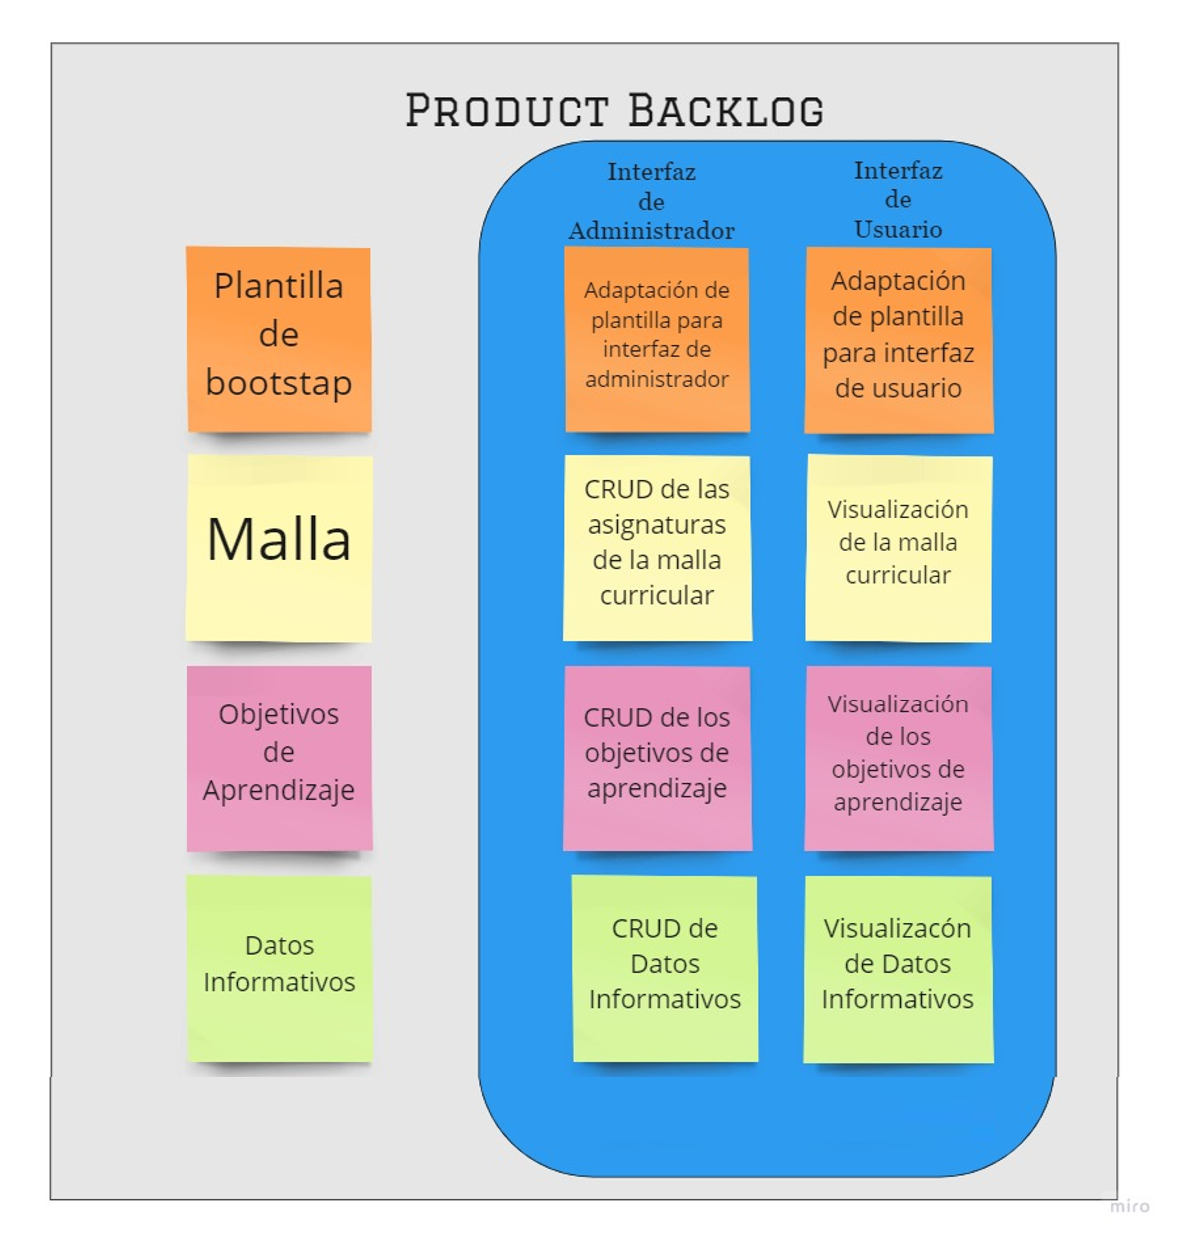 Product Backlog
Interfaz
de
Administrador
Interfaz
de
Usuario
Plantilla
de
bootstap
Adaptación de
plantilla para
interfaz de
administrador
Adaptación
de plantilla
para interfaz
de usuario
Malla
CRUD de las
asignaturas
de la malla
curricular
Visualización
de la malla
curricular
Objetivos
de
Aprendizaje
CRUD de los
objetivos de
aprendizaje
Visualización
de los
objetivos de
aprendizaje
Datos
Informativos
CRUD de
Datos
Informativos
Visualizacón
de Datos
Informativos
miro